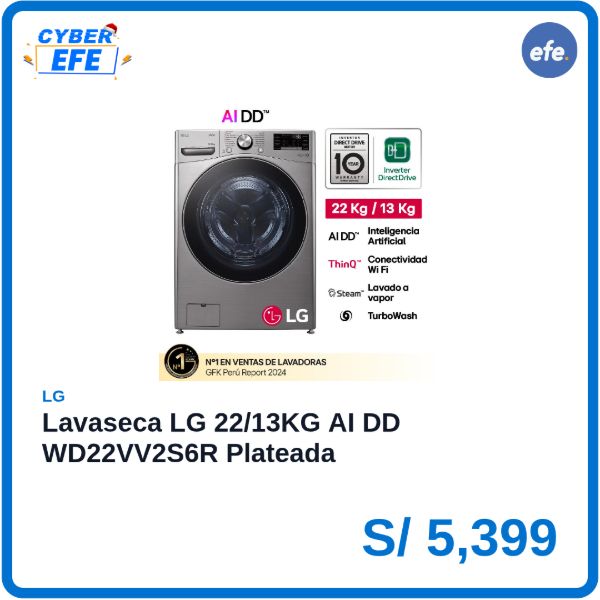 CYBER
EFE
efe.
AI DD™
INVERTER
DIRECT DRIVE
10
YEAR
WARRANTY
Inverter
DirectDrive
22 Kg / 13 Kg
AI DD™ Inteligencia
Artificial
ThinQ™ Conectividad
Wi Fi
Steam™ Lavado a
vapor
TurboWash
LG
N°1
N°1 EN VENTAS DE LAVADORAS
GFK Perú Report 2024
LG
Lavaseca LG 22/13KG AI DD
WD22VV2S6R Plateada
S/ 5,399